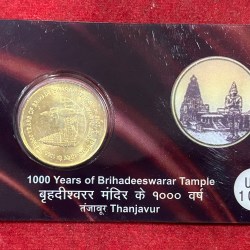 1000 Years of Brihadeeswarar Tample
बृहदीश्वरर मंदिर के १००० वर्ष
तंजावूर Thanjavur